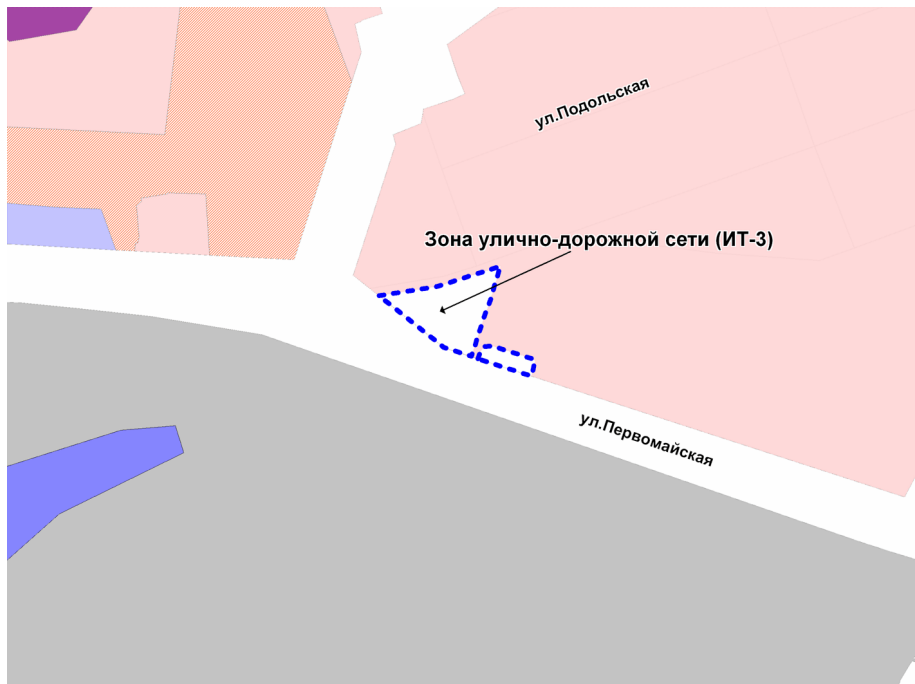 ул.Подольская
Зона улично-дорожной сети (ИТ-3)
ул.Первомайская